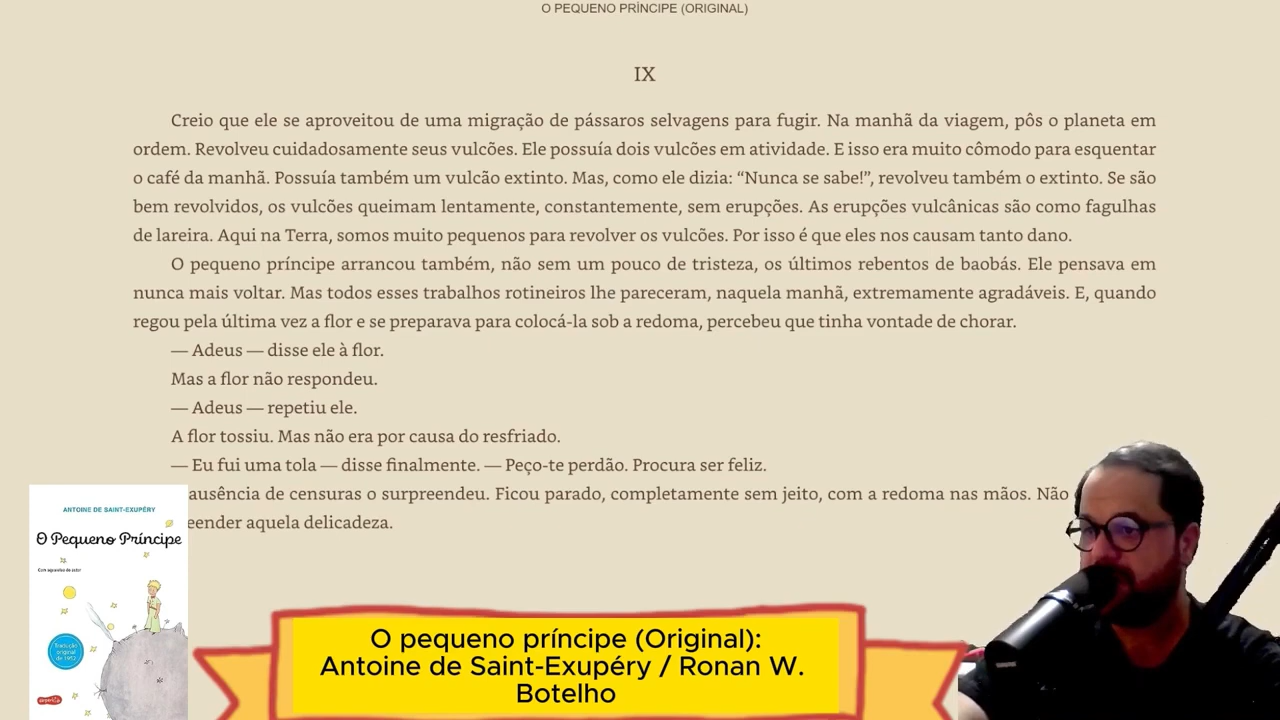 O PEQUENO PRÍNCIPE (ORIGINAL)
IX
Creio que ele se aproveitou de uma migração de pássaros selvagens para fugir. Na manhã da viagem, pôs o planeta em
ordem. Revolveu cuidadosamente seus vulcões. Ele possuía dois vulcões em atividade. E isso era muito cômodo para esquentar
o café da manhã. Possuía também um vulcão extinto. Mas, como ele dizia: “Nunca se sabe!”, revolveu também o extinto. Se são
bem revolvidos, os vulcões queimam lentamente, constantemente, sem erupções. As erupções vulcânicas são como fagulhas
de lareira. Aqui na Terra, somos muito pequenos para revolver os vulcões. Por isso é que eles nos causam tanto dano.
O pequeno príncipe arrancou também, não sem um pouco de tristeza, os últimos rebentos de baobás. Ele pensava em
nunca mais voltar. Mas todos esses trabalhos rotineiros lhe pareceram, naquela manhã, extremamente agradáveis. E, quando
regou pela última vez a flor e se preparava para colocá-la sob a redoma, percebeu que tinha vontade de chorar.
— Adeus — disse ele à flor.
Mas a flor não respondeu.
— Adeus — repetiu ele.
A flor tossiu. Mas não era por causa do resfriado.
— Eu fui uma tola — disse finalmente. — Peço-te perdão. Procura ser feliz.
ausência de censuras o surpreendeu. Ficou parado, completamente sem jeito, com a redoma nas mãos. Não
eender aquela delicadeza.
ANTOINE DE SAINT-EXUPÉRY
O Pequeno Príncipe
Com aquarelas do autor
Tradução
original
de 1952
O pequeno príncipe (Original):
Antoine de Saint-Exupéry / Ronan W.
Botelho